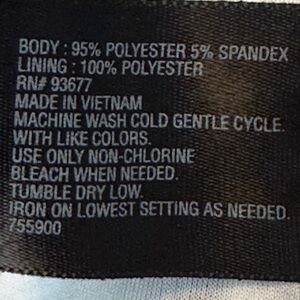 BODY : 95% POLYESTER 5% SPANDEX
LINING : 100% POLYESTER
RN# 93677
MADE IN VIETNAM
MACHINE WASH COLD GENTLE CYCLE.
WITH LIKE COLORS.
USE ONLY NON-CHLORINE
BLEACH WHEN NEEDED.
TUMBLE DRY LOW.
IRON ON LOWEST SETTING AS NEEDED.
755900